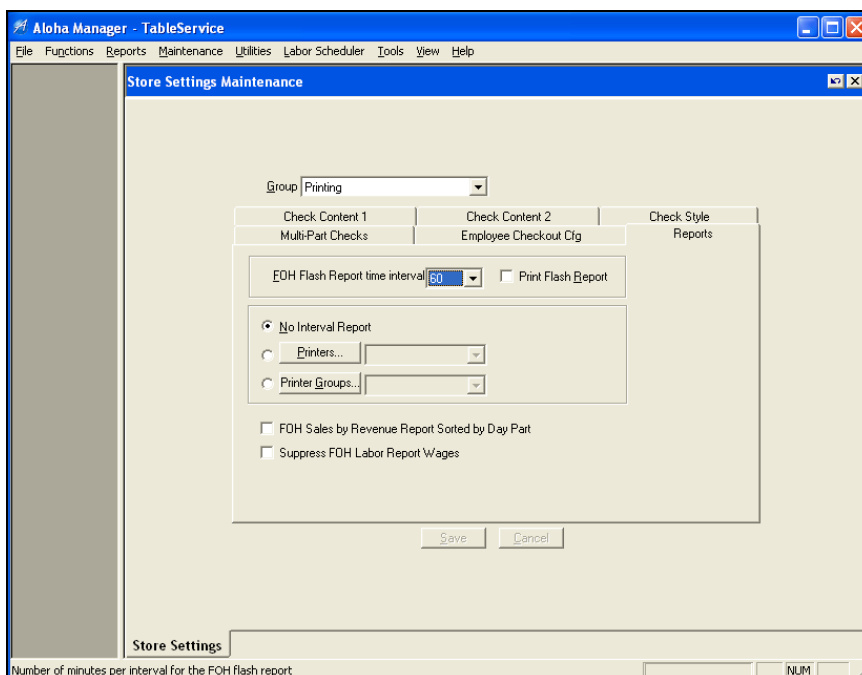 Aloha Manager - TableService
File Functions Reports Maintenance Utilities Labor Scheduler Tools View Help
Store Settings Maintenance
Group Printing
Check Content 1 Check Content 2 Check Style
Multi-Part Checks Employee Checkout Cfg Reports
FOH Flash Report time interval 60 Print Flash Report
No Interval Report
Printers...
Printer Groups...
FOH Sales by Revenue Report Sorted by Day Part
Suppress FOH Labor Report Wages
Save Cancel
Store Settings
Number of minutes per interval for the FOH flash report NUM